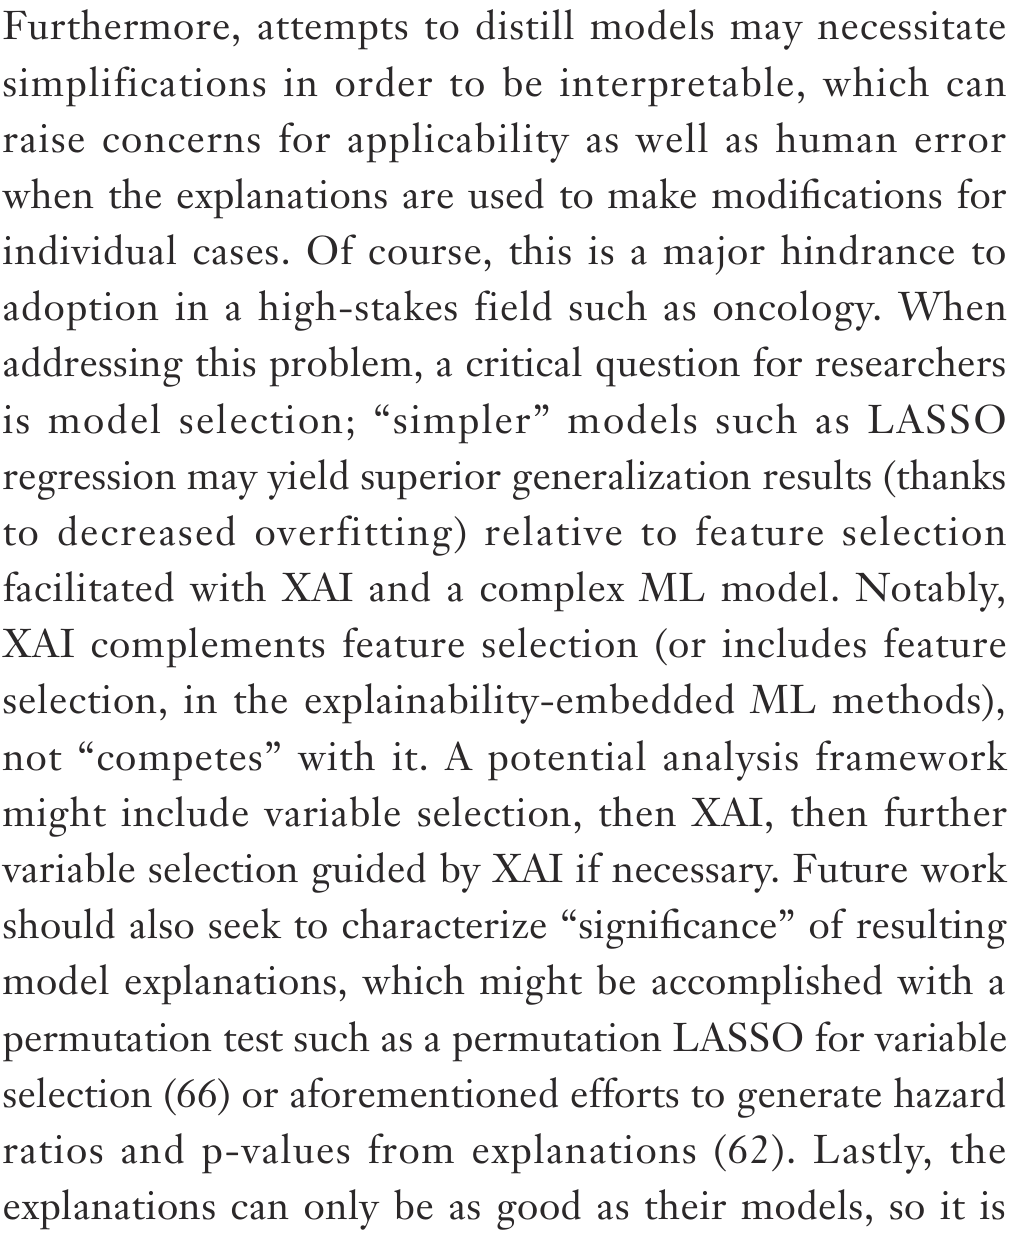 Furthermore, attempts to distill models may necessitate
simplifications in order to be interpretable, which can
raise concerns for applicability as well as human error
when the explanations are used to make modifications for
individual cases. Of course, this is a major hindrance to
adoption in a high-stakes field such as oncology. When
addressing this problem, a critical question for researchers
is model selection; “simpler” models such as LASSO
regression may yield superior generalization results (thanks
to decreased overfitting) relative to feature selection
facilitated with XAI and a complex ML model. Notably,
XAI complements feature selection (or includes feature
selection, in the explainability-embedded ML methods),
not “competes” with it. A potential analysis framework
might include variable selection, then XAI, then further
variable selection guided by XAI if necessary. Future work
should also seek to characterize “significance” of resulting
model explanations, which might be accomplished with a
permutation test such as a permutation LASSO for variable
selection (66) or aforementioned efforts to generate hazard
ratios and p-values from explanations (62). Lastly, the
explanations can only be as good as their models, so it is